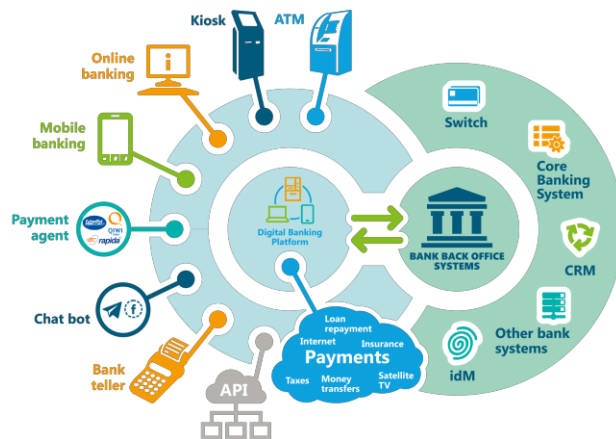 Kiosk
ATM
Online
banking
Mobile
banking
Payment
agent
QIWI
rapida
Chat bot
Bank
teller
API
Digital Banking
Platform
BANK BACK OFFICE
SYSTEMS
Switch
Core
Banking
System
CRM
Other bank
systems
idM
Loan
repayment
Internet
Insurance
Payments
Taxes
Money
transfers
Satellite
TV